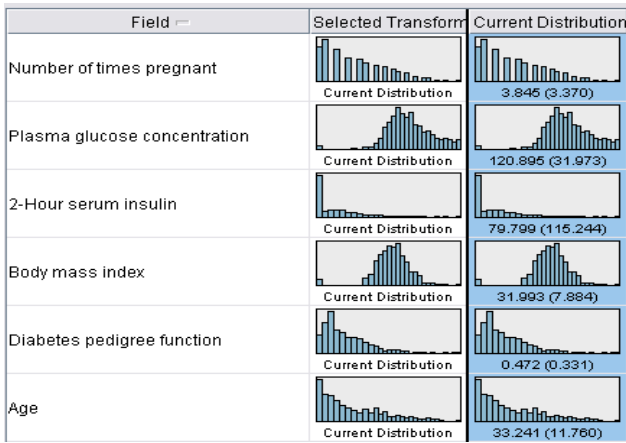 Field Selected Transform Current Distribution
Number of times pregnant
Current Distribution 3.845 (3.370)
Plasma glucose concentration
Current Distribution 120.895 (31.973)
2-Hour serum insulin
Current Distribution 79.799 (115.244)
Body mass index
Current Distribution 31.993 (7.884)
Diabetes pedigree function
Current Distribution 0.472 (0.331)
Age
Current Distribution 33.241 (11.760)